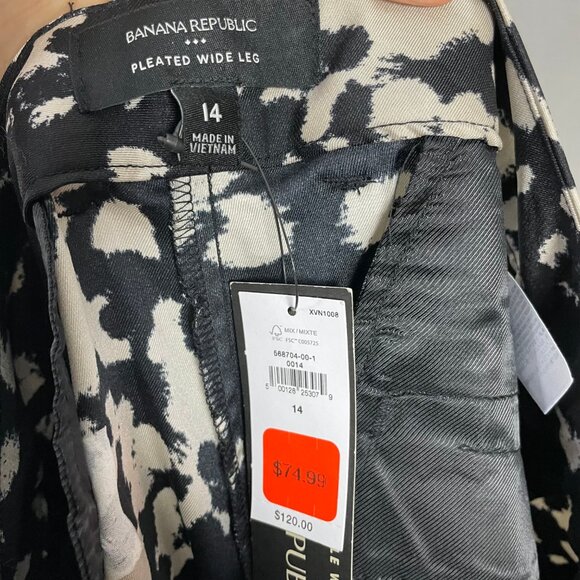 BANANA REPUBLIC
PLEATED WIDE LEG
14
MADE IN
VIETNAM
XVN1008
MIX/MIXTE
FSC™ C005725
568704-00-1
0014
5 00128 25307 9
14
$74.99
$120.00